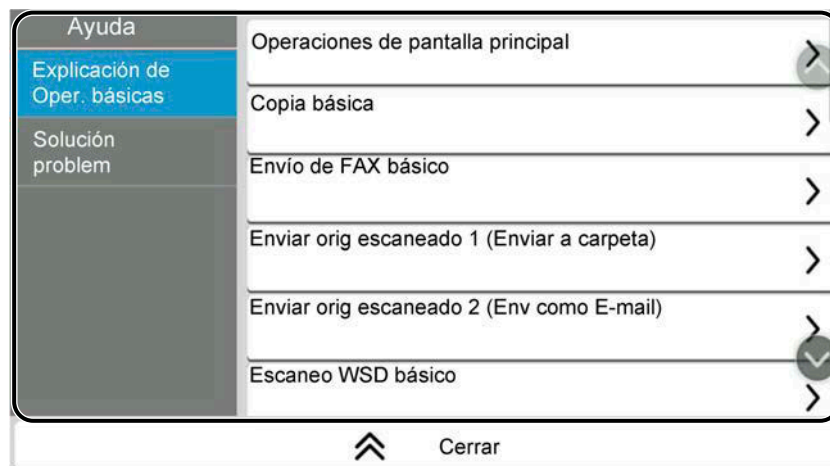 Ayuda
Explicación de
Oper. básicas
Solución
problem
Operaciones de pantalla principal
Copia básica
Envío de FAX básico
Enviar orig escaneado 1 (Enviar a carpeta)
Enviar orig escaneado 2 (Env como E-mail)
Escaneo WSD básico
Cerrar